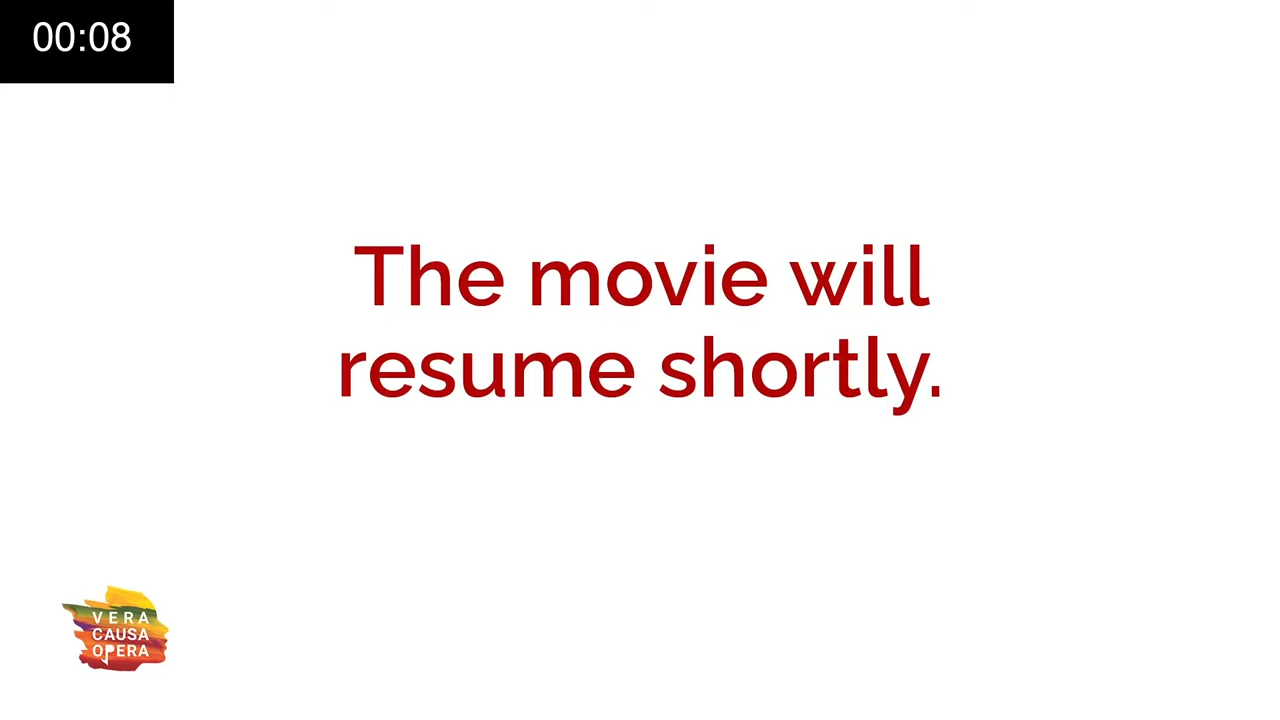 00:08
The movie will
resume shortly.
VERA
CAUSA
OPERA